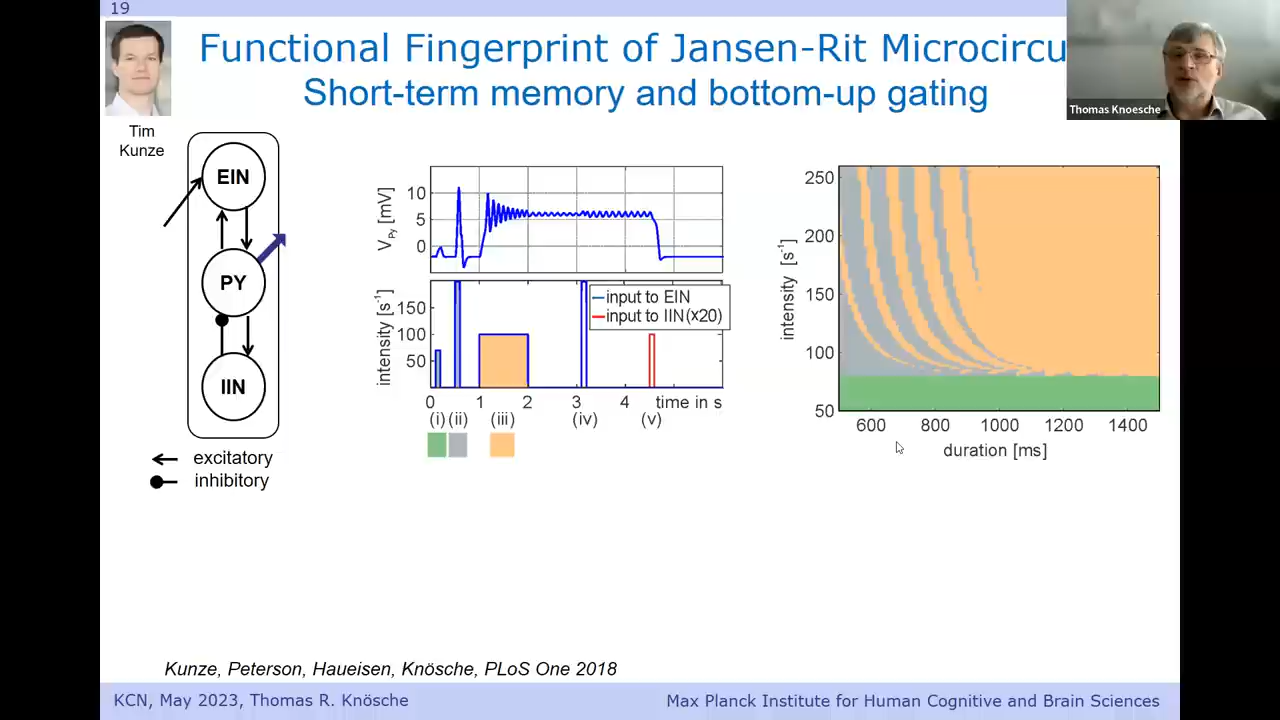 19
Functional Fingerprint of Jansen-Rit Microcircu
Short-term memory and bottom-up gating
Thomas Knoesche
Tim
Kunze
EIN
PY
IIN
excitatory
inhibitory
V_Py [mV]
10
5
0
intensity [s⁻¹]
150
100
50
input to EIN
input to IIN(x20)
0 1 2 3 4 time in s
(i) (ii) (iii) (iv) (v)
intensity [s⁻¹]
250
200
150
100
50
600 800 1000 1200 1400
duration [ms]
Kunze, Peterson, Haueisen, Knösche, PLoS One 2018
KCN, May 2023, Thomas R. Knösche
Max Planck Institute for Human Cognitive and Brain Sciences